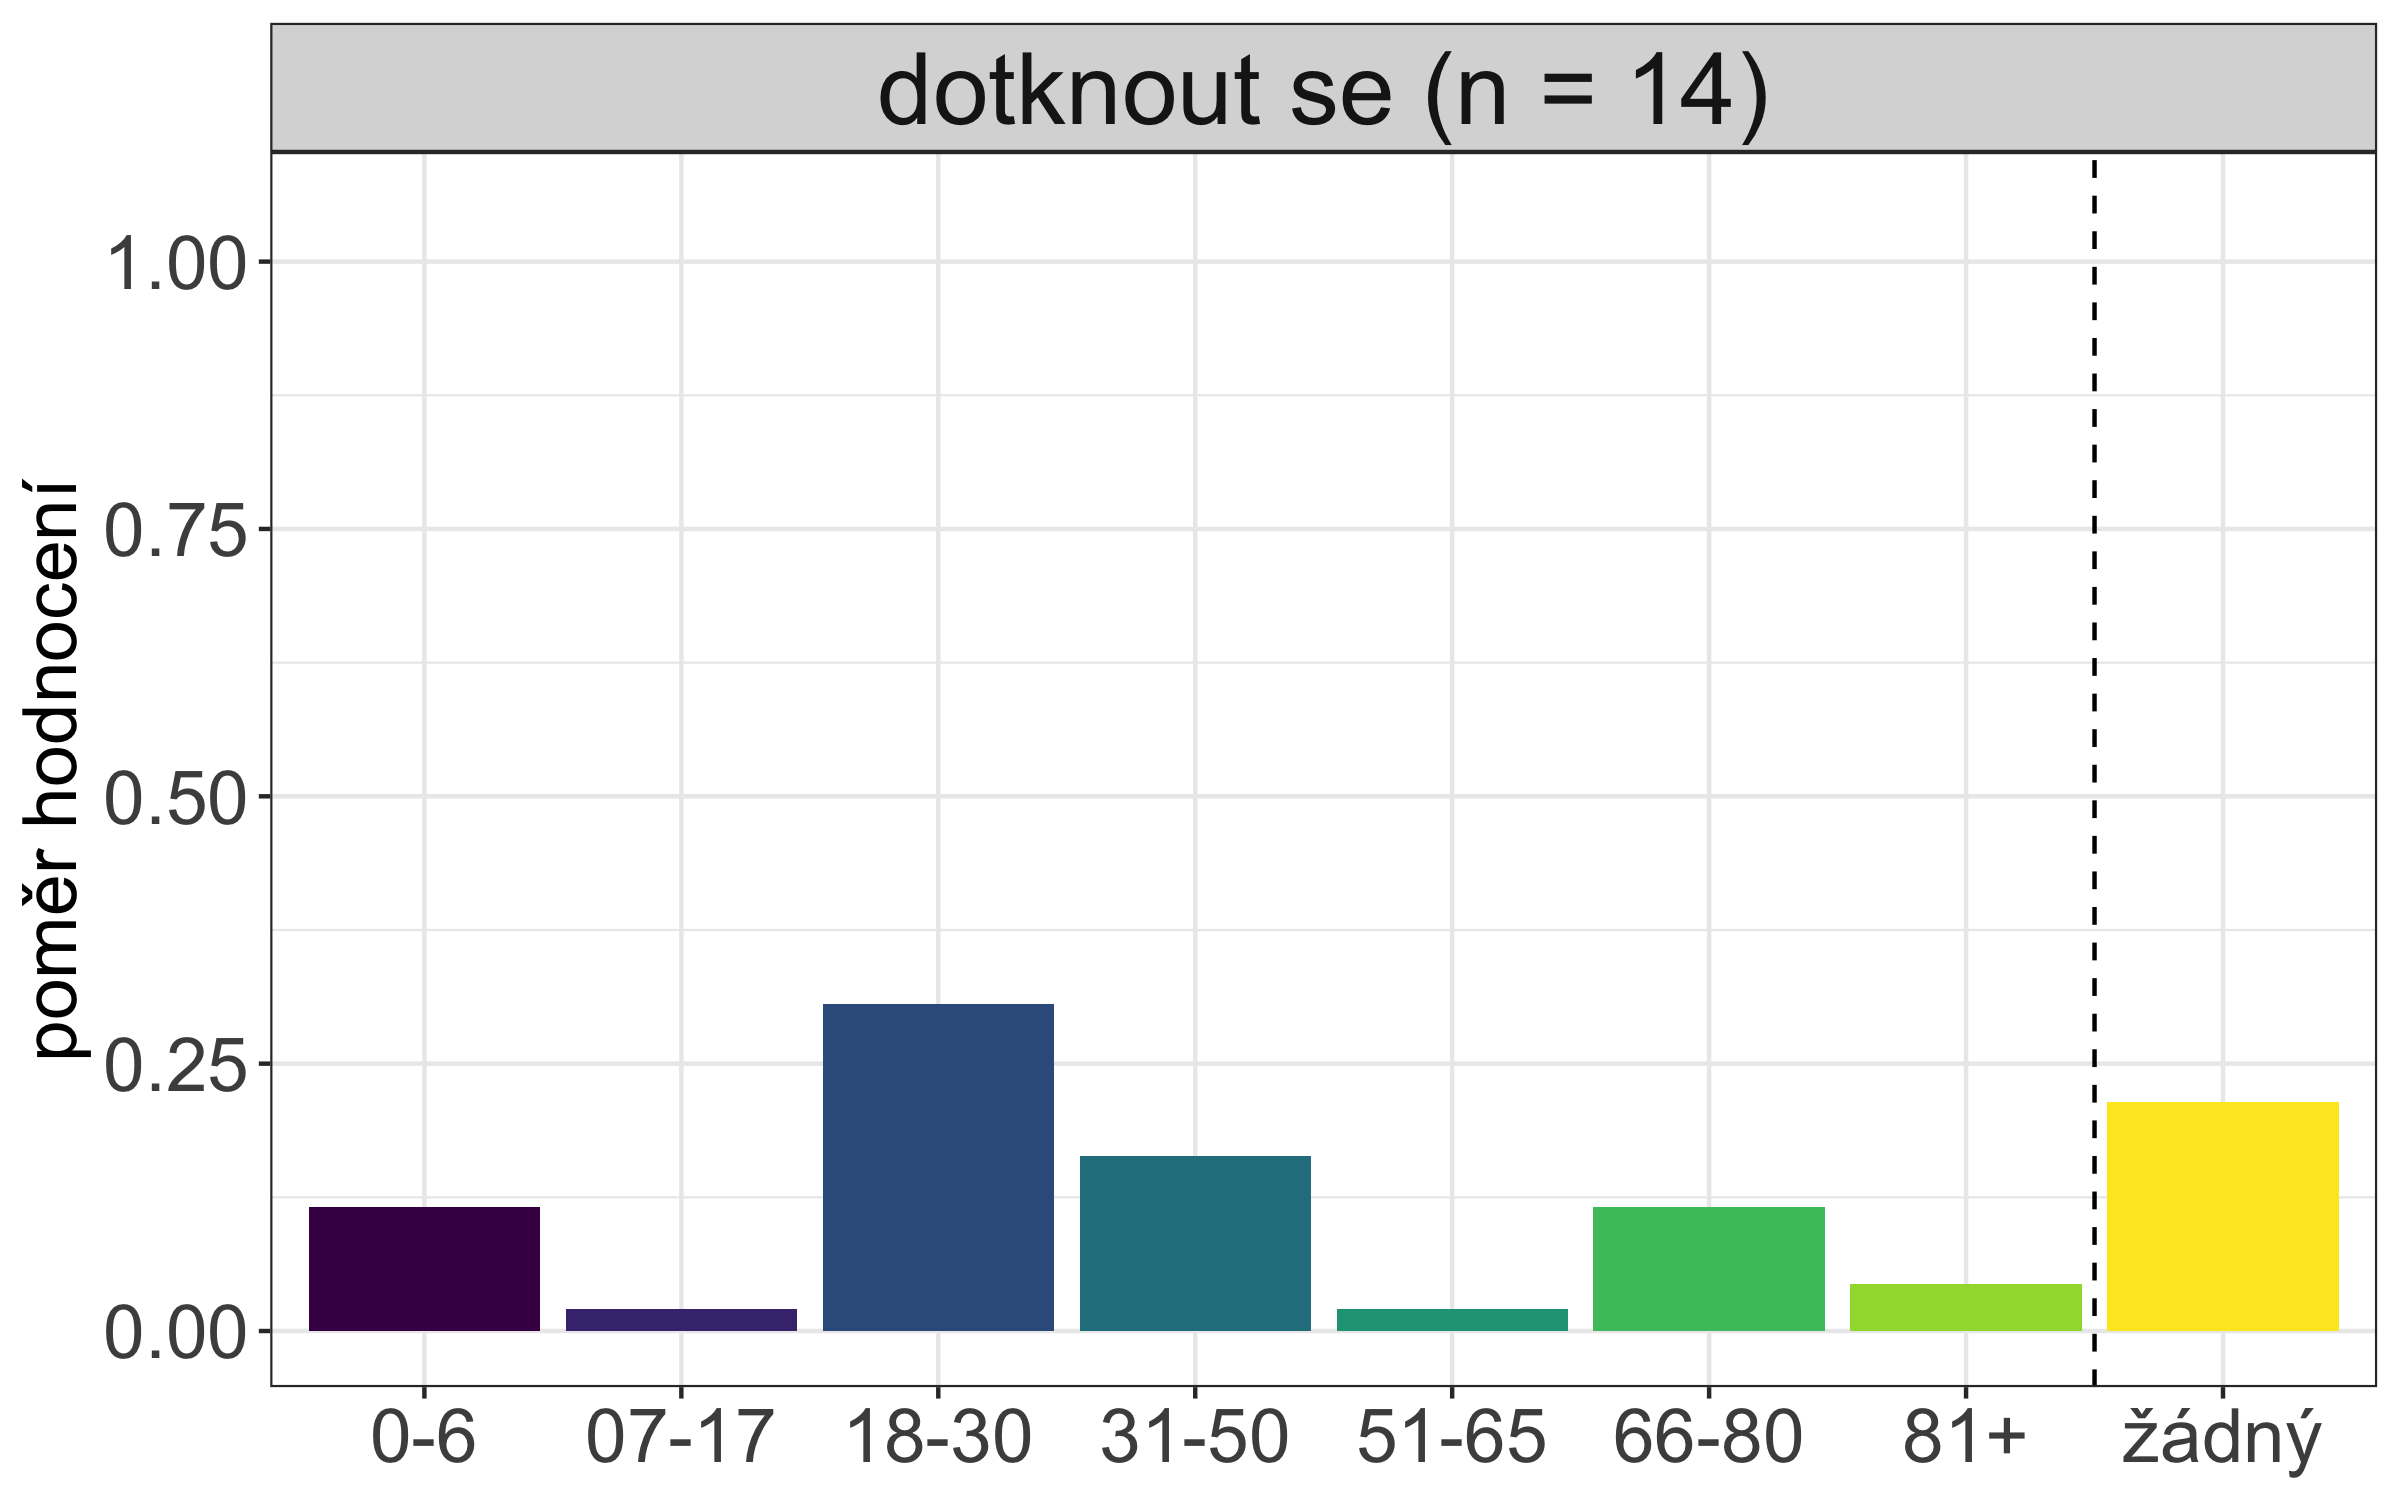 dotknout se (n = 14)
poměr hodnocení
1.00
0.75
0.50
0.25
0.00
0-6 07-17 18-30 31-50 51-65 66-80 81+ žádný